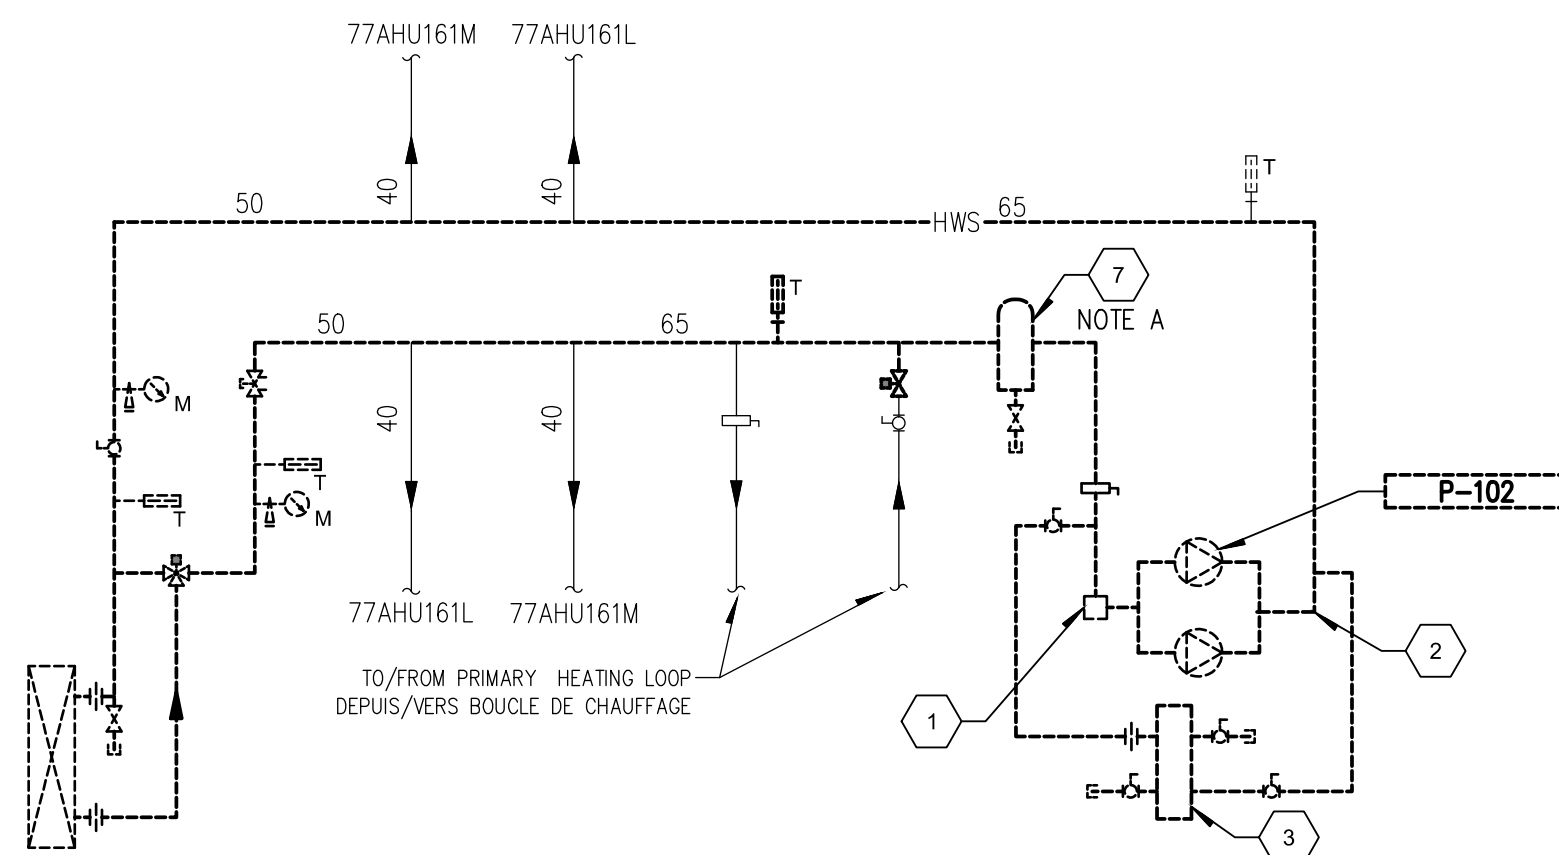 77AHU161M
77AHU161L
40
40
T
50
HWS
65
7
NOTE A
T
50
65
M
40
40
T
M
T
P-102
77AHU161L
77AHU161M
TO/FROM PRIMARY HEATING LOOP
DEPUIS/VERS BOUCLE DE CHAUFFAGE
1
2
3